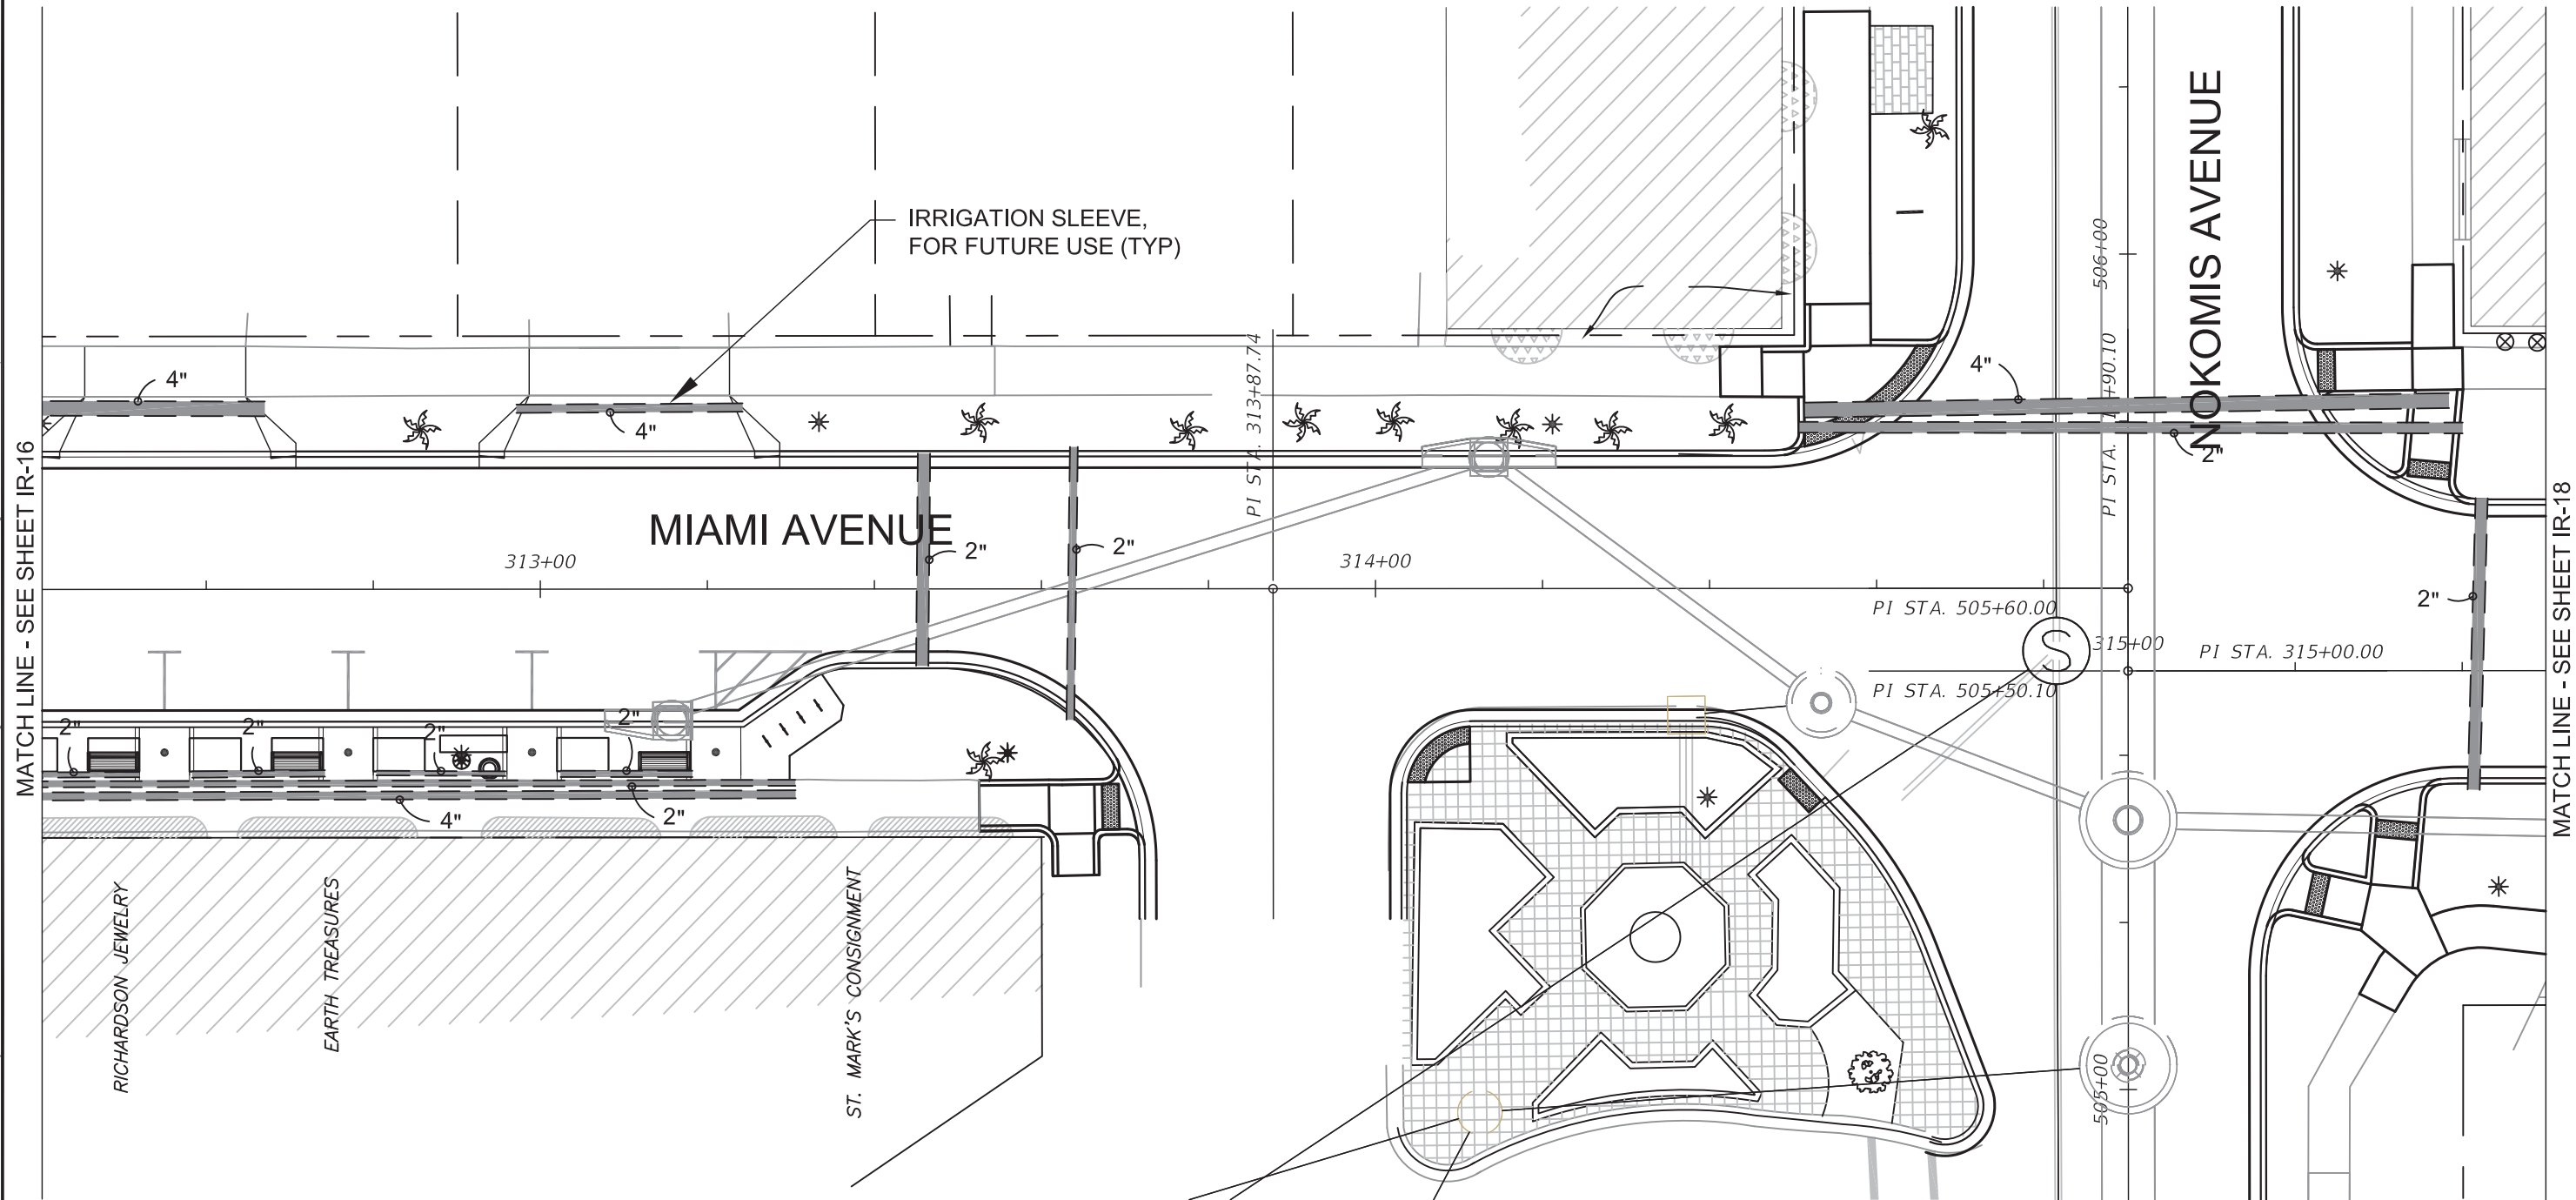 IRRIGATION SLEEVE,
FOR FUTURE USE (TYP)
NOKOMIS AVENUE
506+00
PI STA. 313+87.74
4"
4"
4"
2"
MATCH LINE - SEE SHEET IR-16
MIAMI AVENUE
2"
2"
313+00
314+00
2"
MATCH LINE - SEE SHEET IR-18
PI STA. 505+60.00
315+00
PI STA. 315+00.00
PI STA. 505+50.10
S
2"
2"
2"
2"
4"
2"
RICHARDSON JEWELRY
EARTH TREASURES
ST. MARK'S CONSIGNMENT
505+00
PI STA.
+90.10